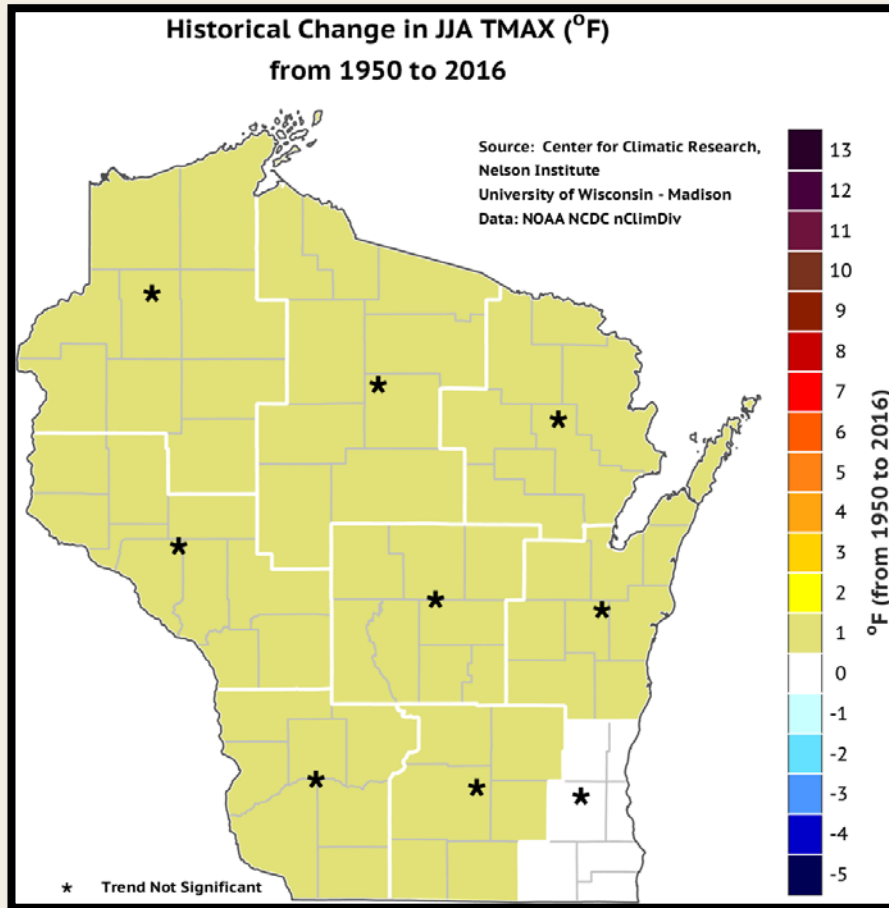 Historical Change in JJA TMAX (°F)
from 1950 to 2016
Source: Center for Climatic Research,
Nelson Institute
University of Wisconsin - Madison
Data: NOAA NCDC nClimDiv
13
12
11
10
9
8
7
6
5
4
3
2
1
0
-1
-2
-3
-4
-5
°F (from 1950 to 2016)
* Trend Not Significant